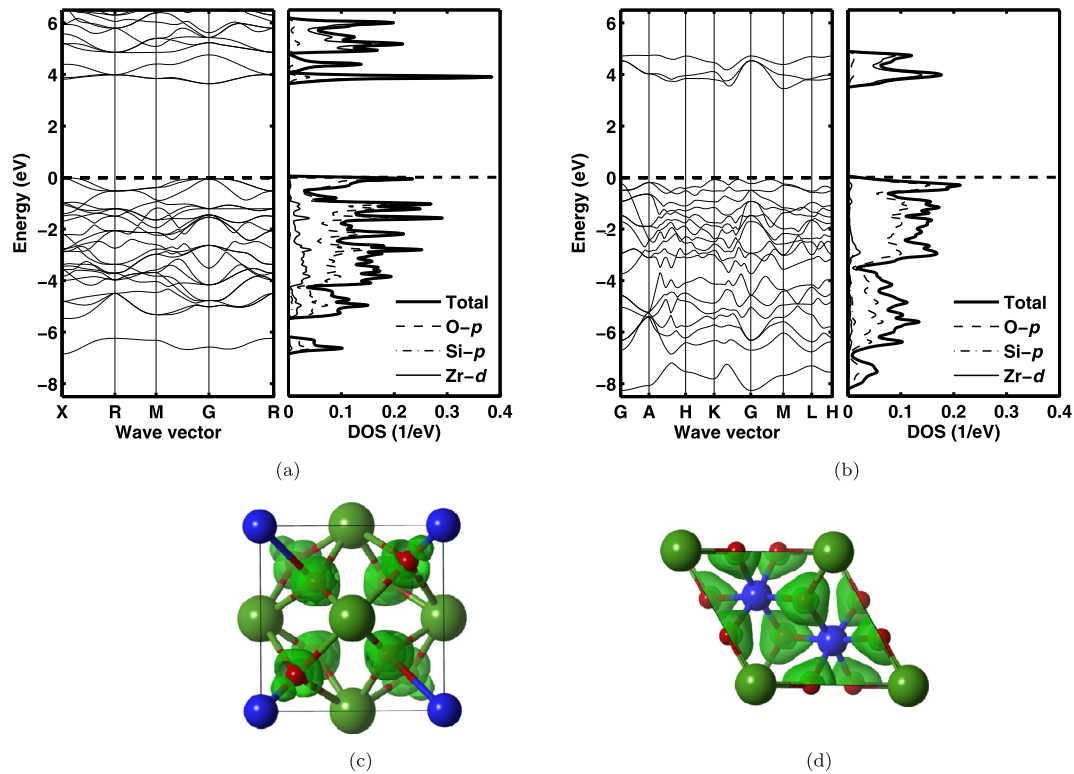 6
4
2
0
−2
−4
−6
−8
Energy (eV)
X R M G R
Wave vector
Total
O−p
Si−p
Zr−d
0 0.1 0.2 0.3 0.4
DOS (1/eV)
(a)
6
4
2
0
−2
−4
−6
−8
Energy (eV)
G A H K G M L H
Wave vector
Total
O−p
Si−p
Zr−d
0 0.1 0.2 0.3 0.4
DOS (1/eV)
(b)
(c)
(d)